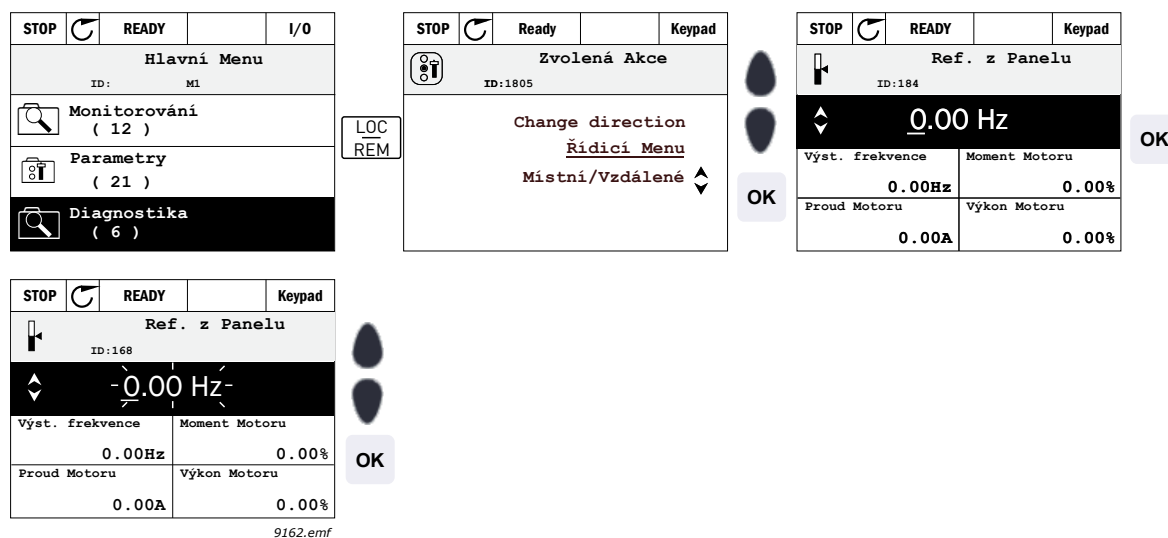 STOP READY I/O
Hlavní Menu
ID: M1
Monitorování
( 12 )
Parametry
( 21 )
Diagnostika
( 6 )
LOC
REM
STOP Ready Keypad
Zvolená Akce
ID:1805
Change direction
Řídicí Menu
Místní/Vzdálené
OK
STOP READY Keypad
Ref. z Panelu
ID:184
0.00 Hz
Výst. frekvence Moment Motoru
0.00Hz 0.00%
Proud Motoru Výkon Motoru
0.00A 0.00%
OK
STOP READY Keypad
Ref. z Panelu
ID:168
0.00 Hz
Výst. frekvence Moment Motoru
0.00Hz 0.00%
Proud Motoru Výkon Motoru
0.00A 0.00%
OK
9162.emf